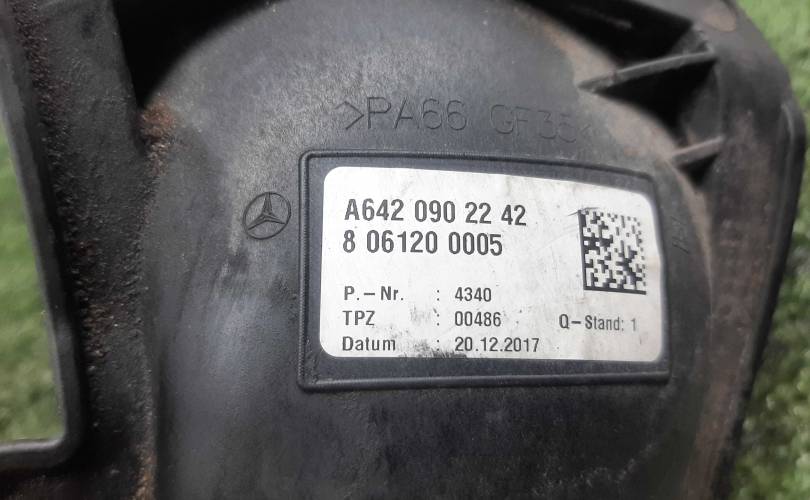 >PA66 GF35<
A642 090 22 42
8 06120 0005
P.-Nr. : 4340
TPZ : 00486 Q-Stand: 1
Datum : 20.12.2017